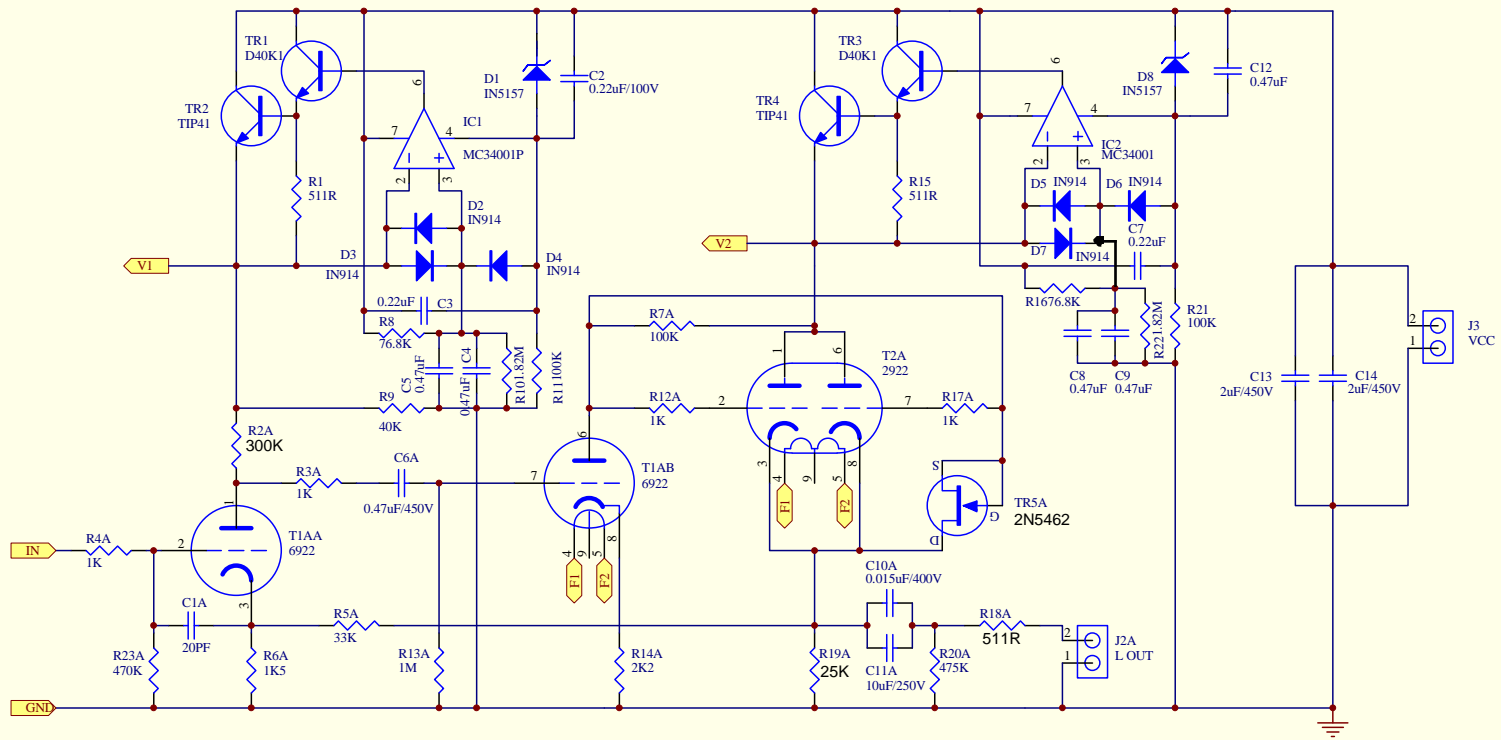 TR1
D40K1
TR2
TIP41
D1
IN5157
C2
0.22uF/100V
6
7
4
IC1
MC34001P
2
3
R1
511R
D2
IN914
D3
IN914
D4
IN914
V1
0.22uF
C3
R8
76.8K
C5
0.47uF
C4
0.47uF
R10
1.82M
R11
100K
R9
40K
R2A
300K
R3A
1K
C6A
0.47uF/450V
TR3
D40K1
TR4
TIP41
6
7
4
IC2
MC34001
2
3
D8
IN5157
C12
0.47uF
R15
511R
D5
IN914
D6
IN914
C7
0.22uF
D7
IN914
V2
R16
76.8K
R22
1.82M
R21
100K
C8
0.47uF
C9
0.47uF
R7A
100K
1
6
T2A
2922
R12A
1K
2
7
R17A
1K
3
4
9
5
8
F1
F2
S
G
D
TR5A
2N5462
C13
2uF/450V
C14
2uF/450V
2
1
J3
VCC
6
T1AB
6922
7
4
9
5
8
F1
F2
1
T1AA
6922
IN
R4A
1K
2
3
C1A
20PF
R5A
33K
R23A
470K
R6A
1K5
R13A
1M
R14A
2K2
C10A
0.015uF/400V
R19A
25K
C11A
10uF/250V
R20A
475K
R18A
511R
2
1
J2A
L OUT
GND